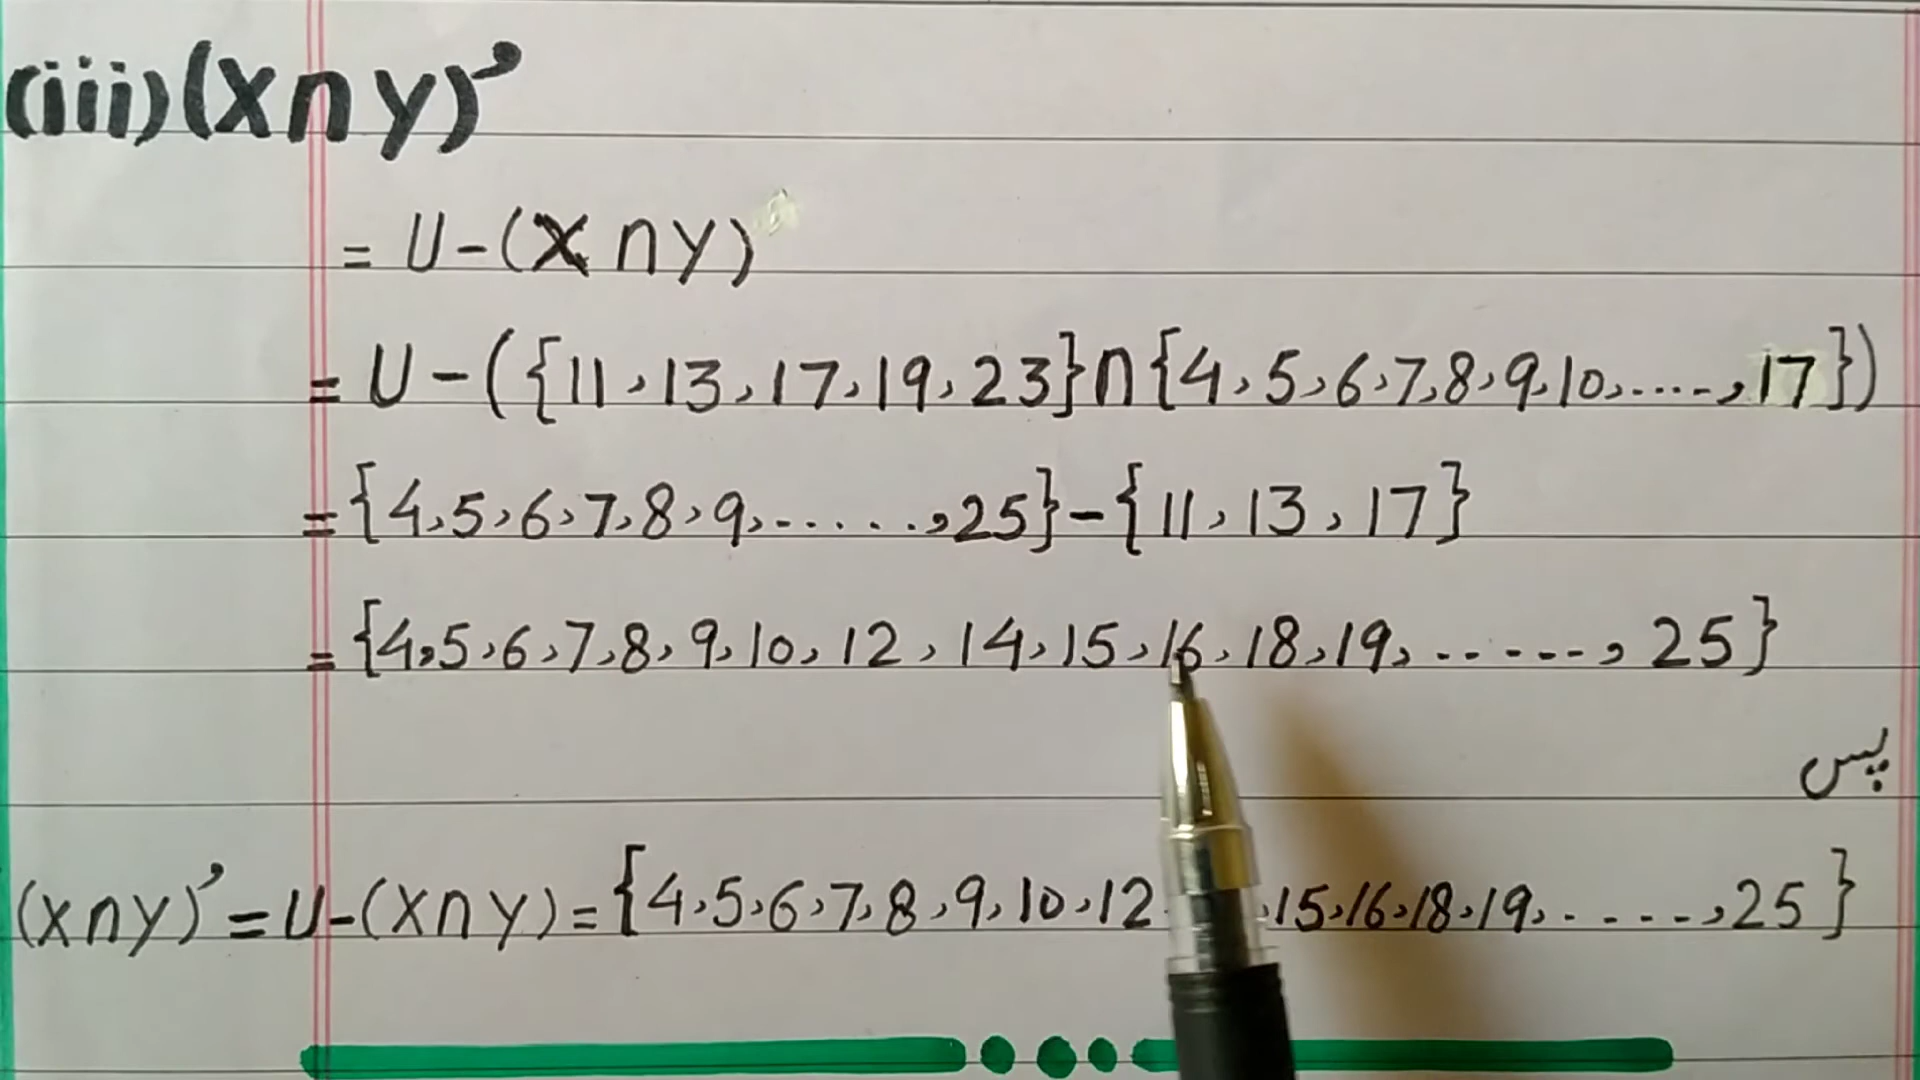 (iii) (x ∩ y)’
= U - (X ∩ y)
= U - ({11, 13, 17, 19, 23} ∩ {4, 5, 6, 7, 8, 9, 10, ....., 17})
= {4, 5, 6, 7, 8, 9, ......, 25} - {11, 13, 17}
= {4, 5, 6, 7, 8, 9, 10, 12, 14, 15, 16, 18, 19, ......, 25}
پس
(x ∩ y)’ = U - (x ∩ y) = {4, 5, 6, 7, 8, 9, 10, 12 , 15, 16, 18, 19, ....., 25}